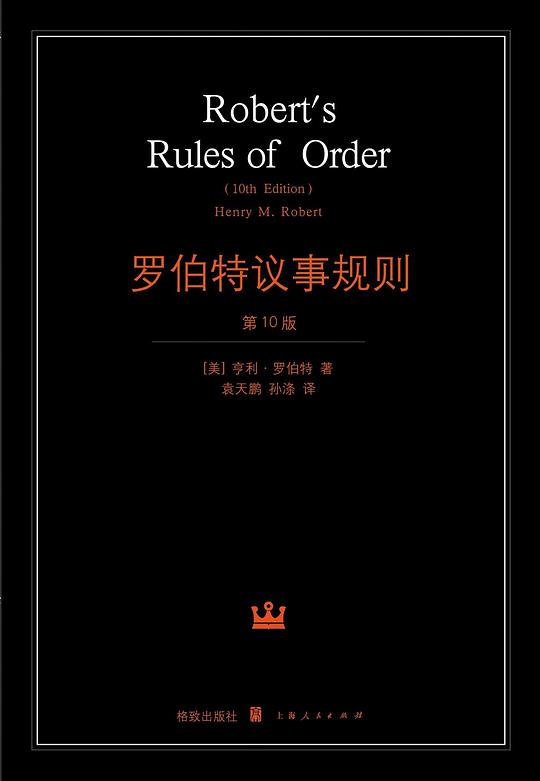 Robert's
Rules of Order
(10th Edition)
Henry M. Robert
罗伯特议事规则
第10版
[美] 亨利·罗伯特 著
袁天鹏 孙涤 译
格致出版社 上海人民出版社